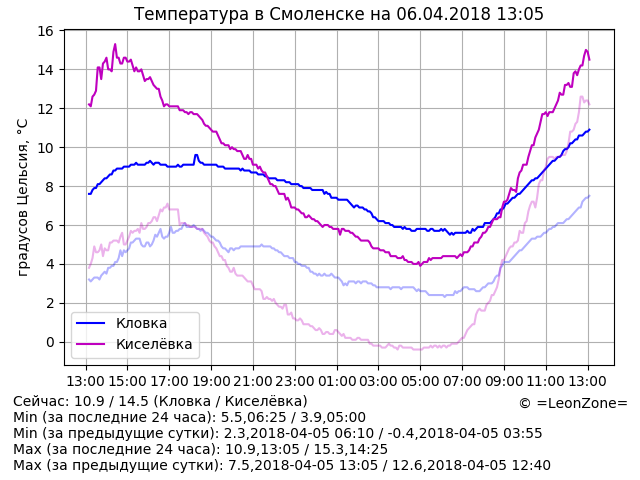 Температура в Смоленске на 06.04.2018 13:05
градусов Цельсия, °C
16
14
12
10
8
6
4
2
0
Кловка
Киселёвка
13:00 15:00 17:00 19:00 21:00 23:00 01:00 03:00 05:00 07:00 09:00 11:00 13:00
Сейчас: 10.9 / 14.5 (Кловка / Киселёвка)
© =LeonZone=
Min (за последние 24 часа): 5.5,06:25 / 3.9,05:00
Min (за предыдущие сутки): 2.3,2018-04-05 06:10 / -0.4,2018-04-05 03:55
Max (за последние 24 часа): 10.9,13:05 / 15.3,14:25
Max (за предыдущие сутки): 7.5,2018-04-05 13:05 / 12.6,2018-04-05 12:40